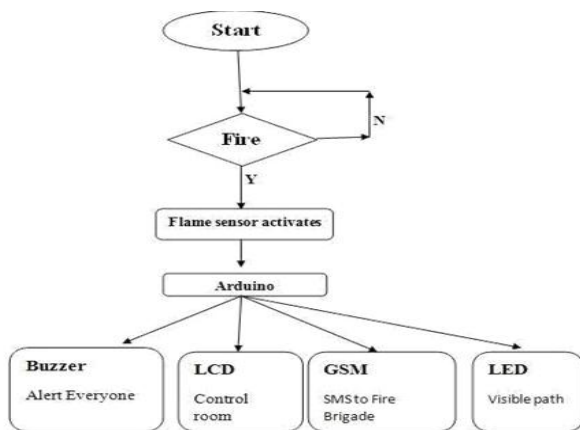 Start
Fire
N
Y
Flame sensor activates
Arduino
Buzzer
Alert Everyone
LCD
Control
room
GSM
SMS to Fire
Brigade
LED
Visible path